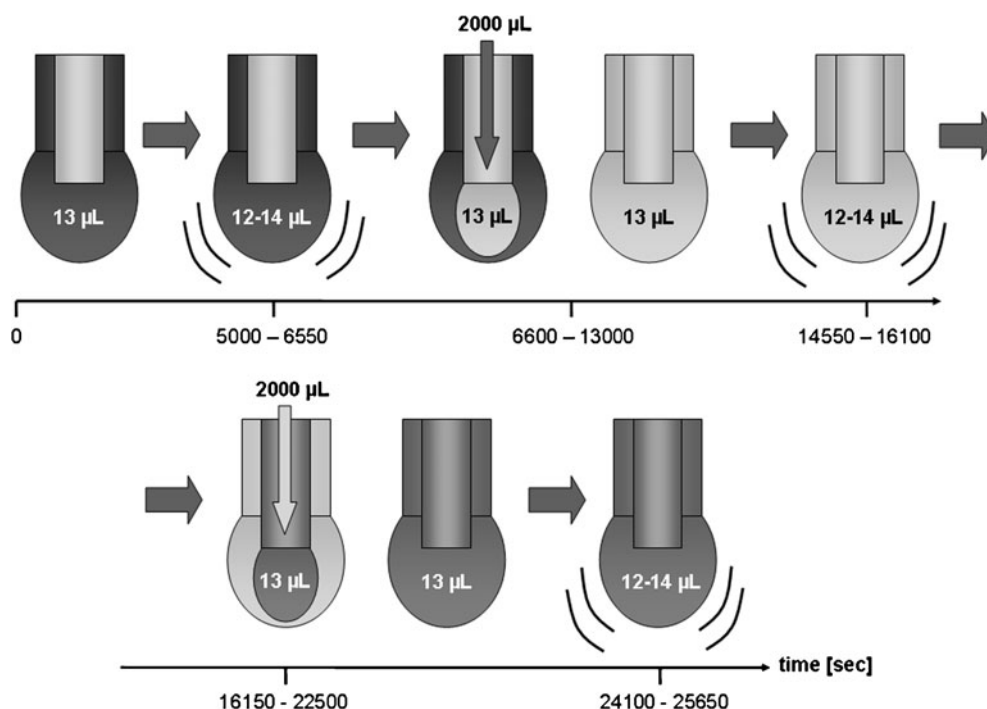 2000 µL
13 µL
12-14 µL
13 µL
13 µL
12-14 µL
0
5000 – 6550
6600 – 13000
14550 – 16100
2000 µL
13 µL
13 µL
12-14 µL
time [sec]
16150 - 22500
24100 - 25650